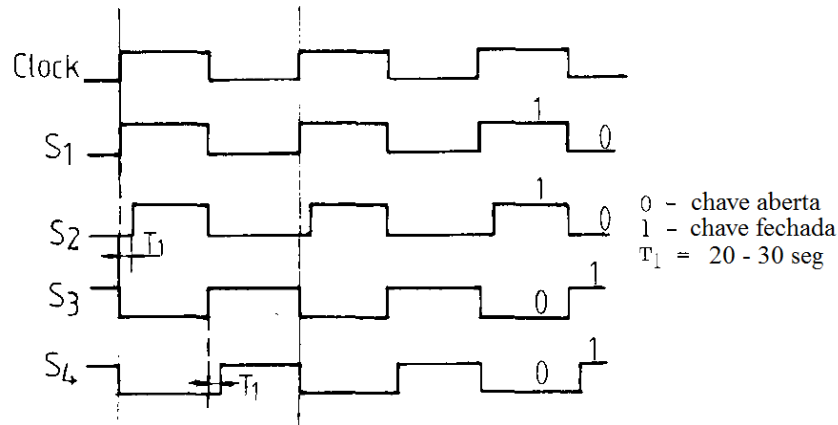 Clock
S1
1
0
S2
T1
1
0
S3
0
1
S4
T1
0
1
0 - chave aberta
1 - chave fechada
T1 = 20 - 30 seg